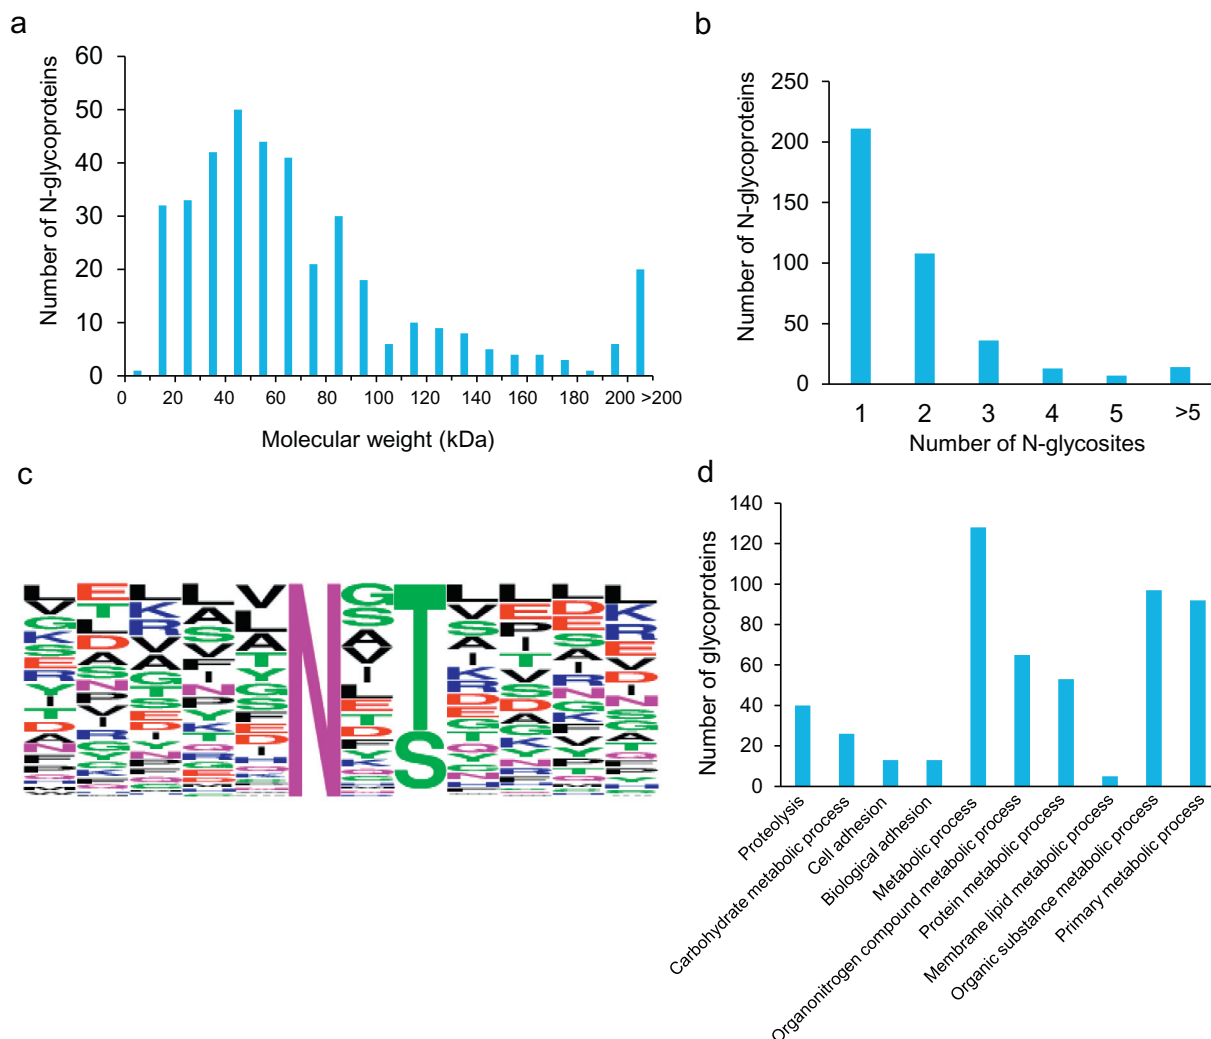 a
60
50
40
30
20
10
0
Number of N-glycoproteins
0 20 40 60 80 100 120 140 160 180 200 >200
Molecular weight (kDa)
b
250
200
150
100
50
0
Number of N-glycoproteins
1 2 3 4 5 >5
Number of N-glycosites
c
N
T
S
d
140
120
100
80
60
40
20
0
Number of glycoproteins
Proteolysis
Carbohydrate metabolic process
Cell adhesion
Biological adhesion
Metabolic process
Organonitrogen compound metabolic process
Protein metabolic process
Membrane lipid metabolic process
Organic substance metabolic process
Primary metabolic process